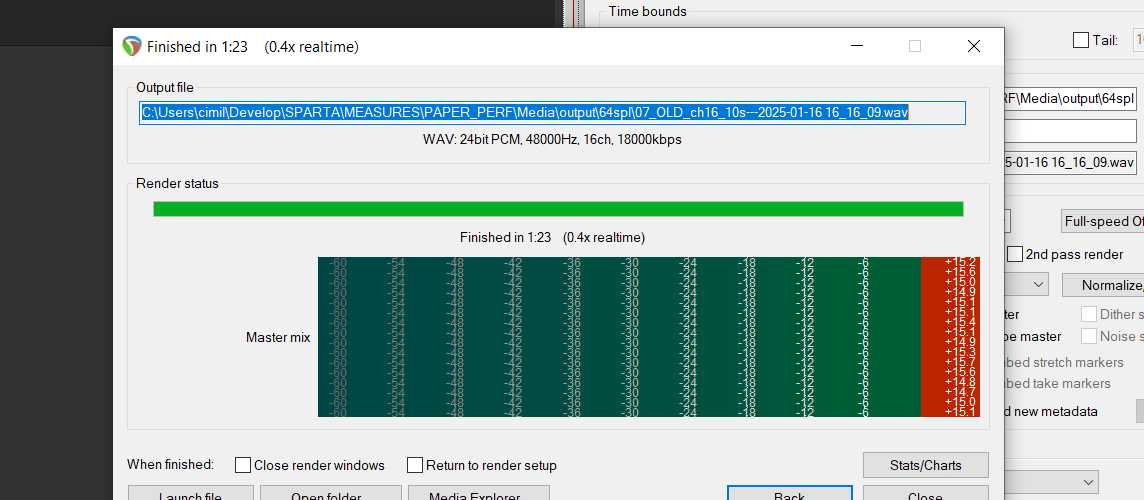 Time bounds
Finished in 1:23 (0.4x realtime)
Tail:
Output file
C:\Users\cimil\Develop\SPARTA\MEASURES\PAPER_PERF\Media\output\64spl\07_OLD_ch16_10s---2025-01-16 16_16_09.wav
RF\Media\output\64spl\
WAV: 24bit PCM, 48000Hz, 16ch, 18000kbps
5-01-16 16_16_09.wav
Render status
Full-speed Of
Finished in 1:23 (0.4x realtime)
2nd pass render
Normalize,
Master mix
-60 -54 -48 -42 -36 -30 -24 -18 -12 -6 +15.2
-60 -54 -48 -42 -36 -30 -24 -18 -12 -6 +15.6
-60 -54 -48 -42 -36 -30 -24 -18 -12 -6 +15.0
-60 -54 -48 -42 -36 -30 -24 -18 -12 -6 +14.9
-60 -54 -48 -42 -36 -30 -24 -18 -12 -6 +15.1
-60 -54 -48 -42 -36 -30 -24 -18 -12 -6 +15.1
-60 -54 -48 -42 -36 -30 -24 -18 -12 -6 +15.4
-60 -54 -48 -42 -36 -30 -24 -18 -12 -6 +15.1
-60 -54 -48 -42 -36 -30 -24 -18 -12 -6 +14.9
-60 -54 -48 -42 -36 -30 -24 -18 -12 -6 +15.3
-60 -54 -48 -42 -36 -30 -24 -18 -12 -6 +15.7
-60 -54 -48 -42 -36 -30 -24 -18 -12 -6 +15.6
-60 -54 -48 -42 -36 -30 -24 -18 -12 -6 +14.8
-60 -54 -48 -42 -36 -30 -24 -18 -12 -6 +14.7
-60 -54 -48 -42 -36 -30 -24 -18 -12 -6 +15.0
-60 -54 -48 -42 -36 -30 -24 -18 -12 -6 +15.1
ter Dither s
be master Noise s
bed stretch markers
bed take markers
d new metadata
When finished: Close render windows Return to render setup Stats/Charts
Launch file Open folder Media Explorer Back Close